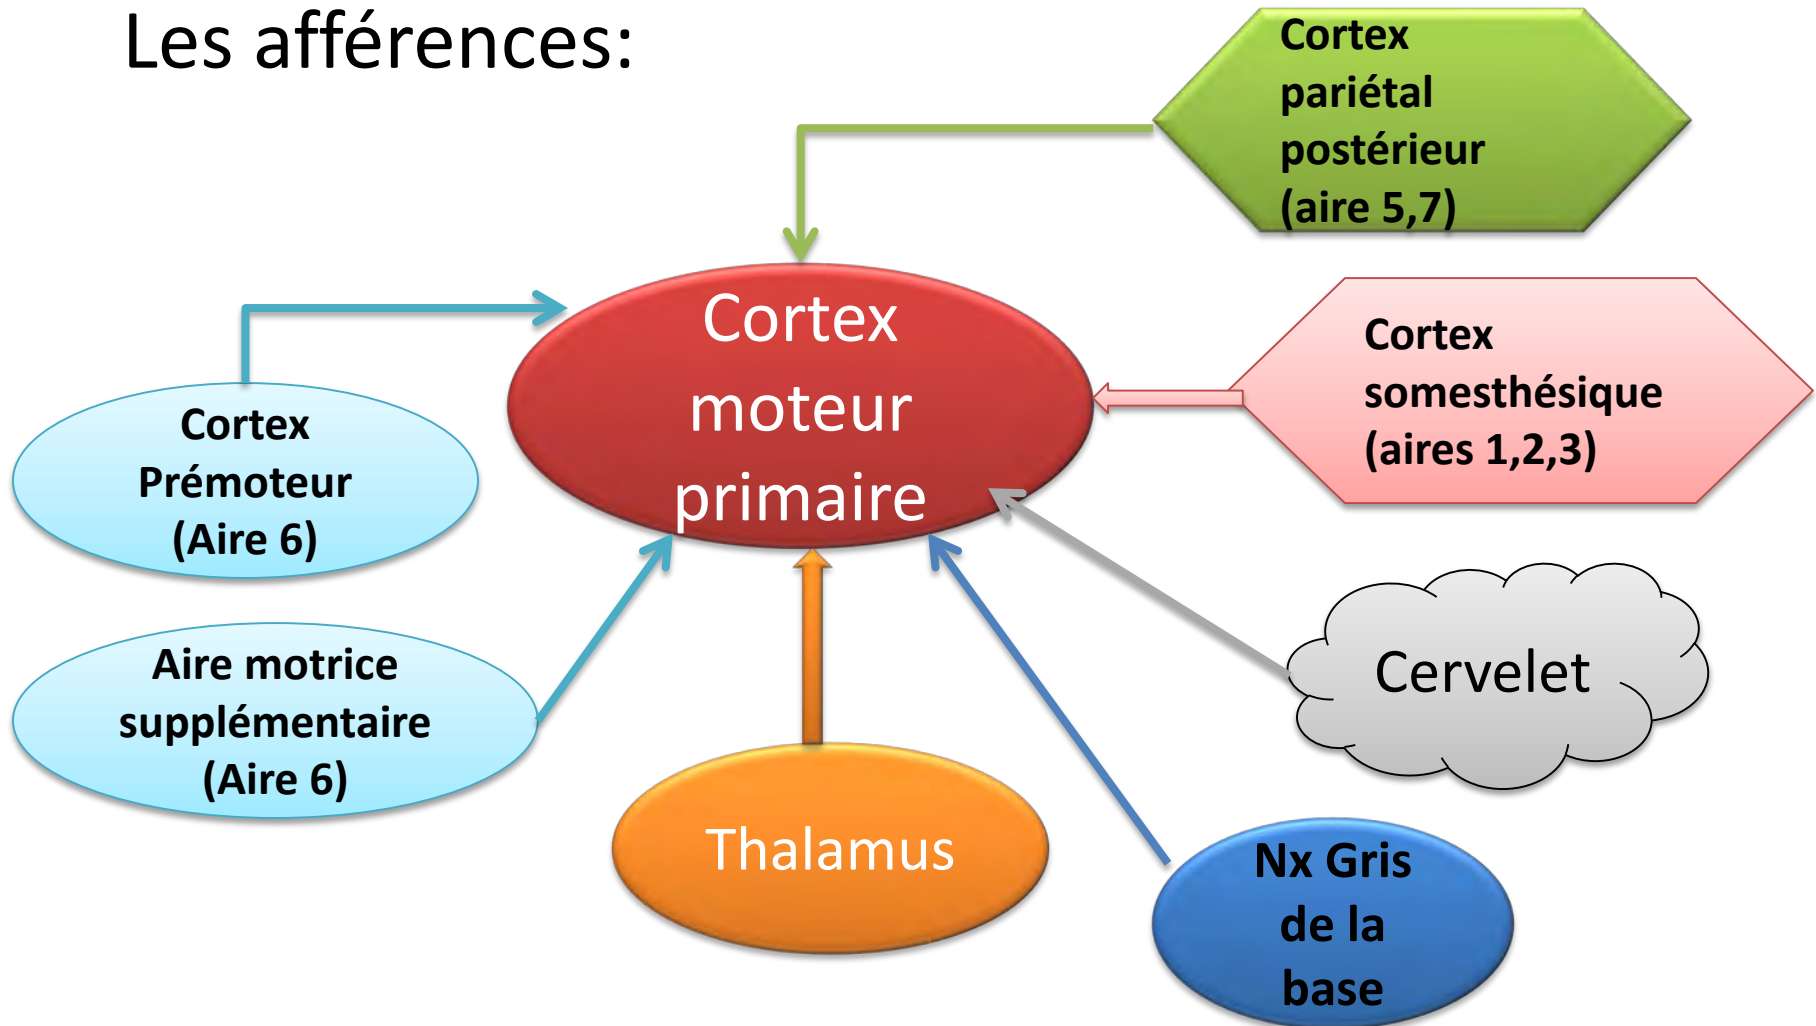 Les afférences:
Cortex
pariétal
postérieur
(aire 5,7)
Cortex
moteur
primaire
Cortex
somesthésique
(aires 1,2,3)
Cortex
Prémoteur
(Aire 6)
Aire motrice
supplémentaire
(Aire 6)
Cervelet
Thalamus
Nx Gris
de la
base